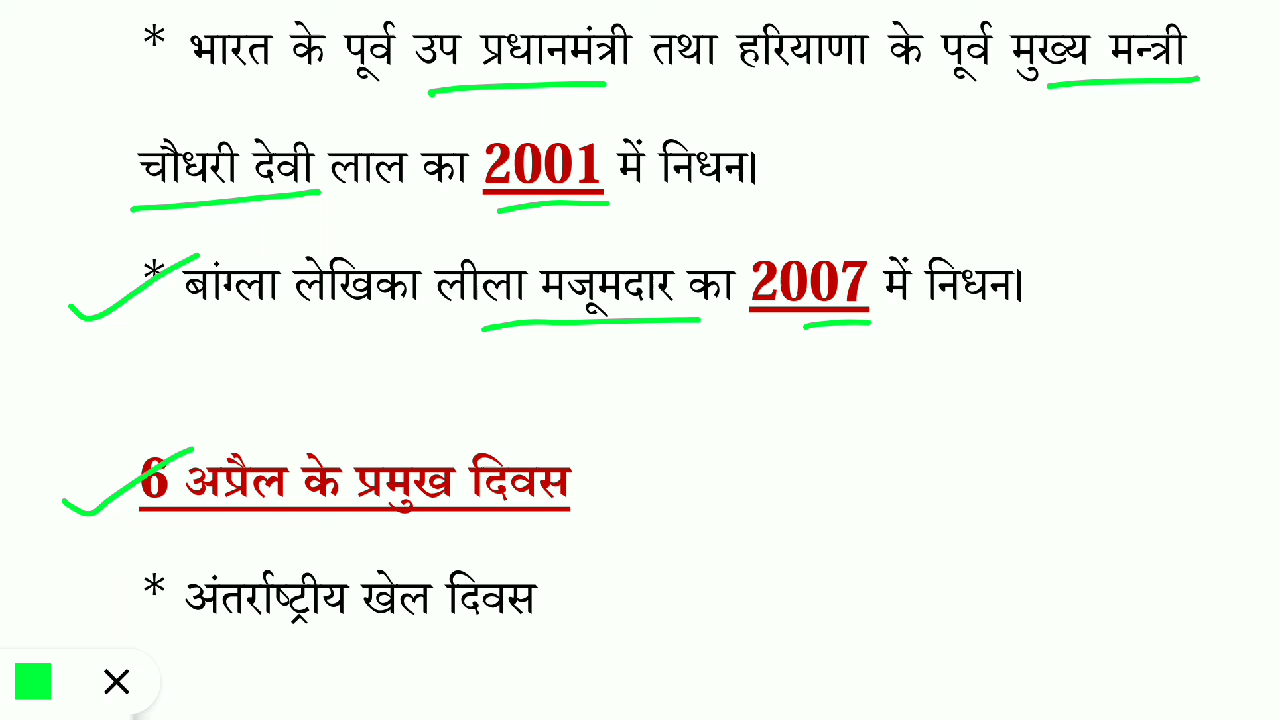 * भारत के पूर्व उप प्रधानमंत्री तथा हरियाणा के पूर्व मुख्य मन्त्री
चौधरी देवी लाल का 2001 में निधन।
* बांग्ला लेखिका लीला मजूमदार का 2007 में निधन।
6 अप्रैल के प्रमुख दिवस
* अंतर्राष्ट्रीय खेल दिवस